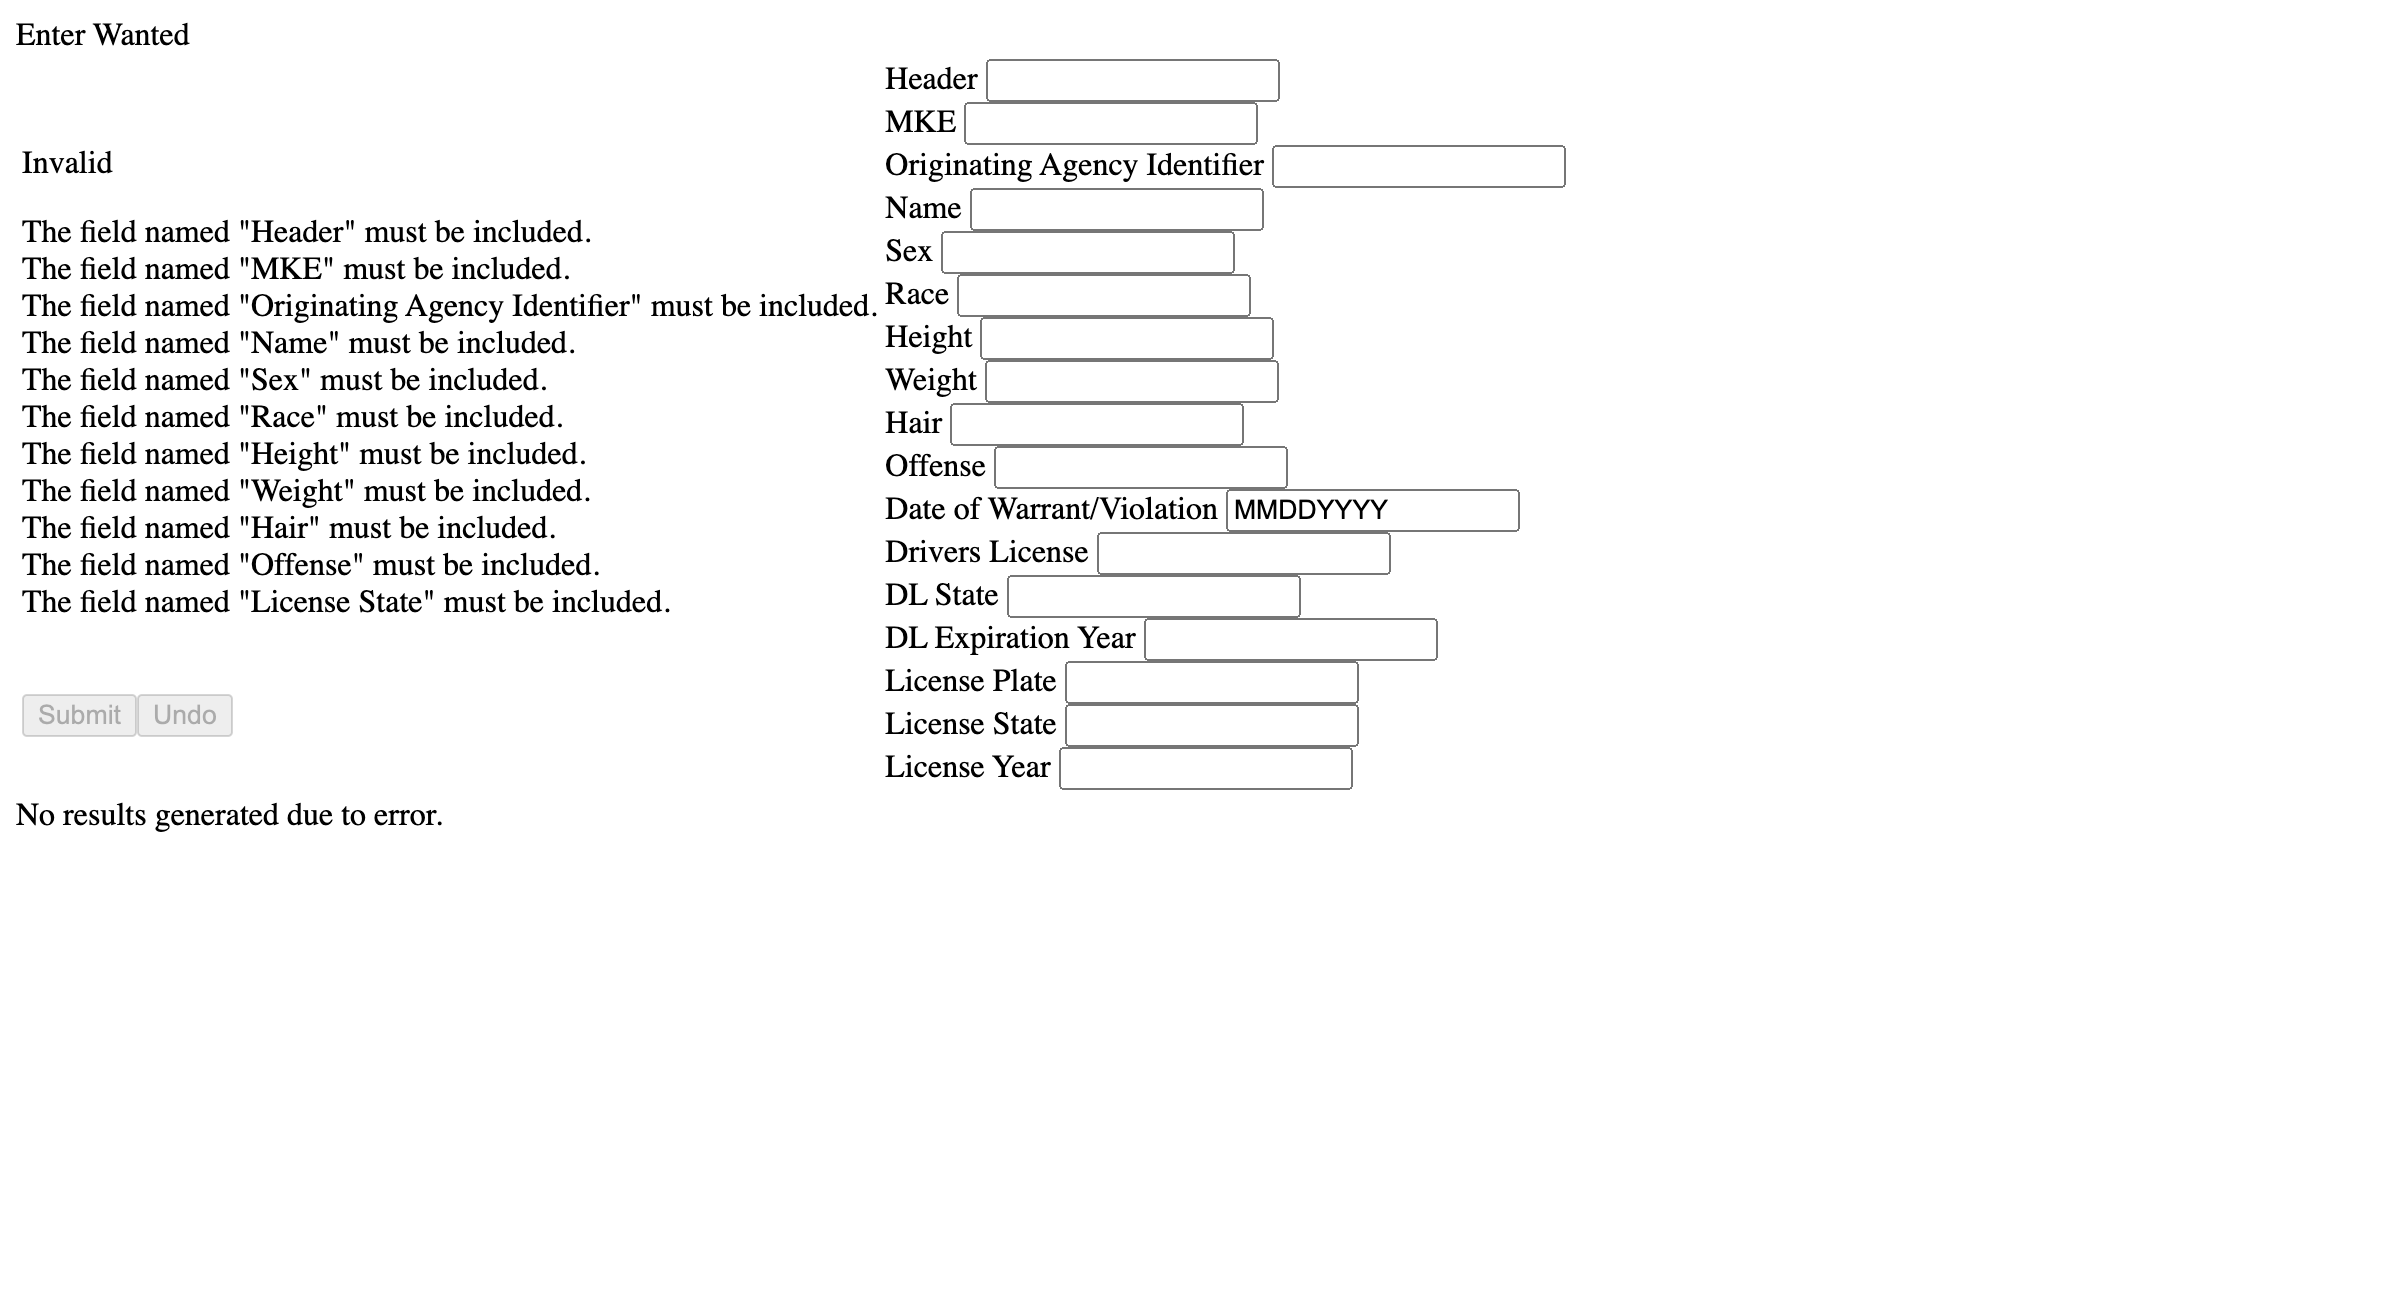 Enter Wanted
Invalid
The field named "Header" must be included.
The field named "MKE" must be included.
The field named "Originating Agency Identifier" must be included.
The field named "Name" must be included.
The field named "Sex" must be included.
The field named "Race" must be included.
The field named "Height" must be included.
The field named "Weight" must be included.
The field named "Hair" must be included.
The field named "Offense" must be included.
The field named "License State" must be included.
Submit Undo
Header
MKE
Originating Agency Identifier
Name
Sex
Race
Height
Weight
Hair
Offense
Date of Warrant/Violation MMDDYYYY
Drivers License
DL State
DL Expiration Year
License Plate
License State
License Year
No results generated due to error.